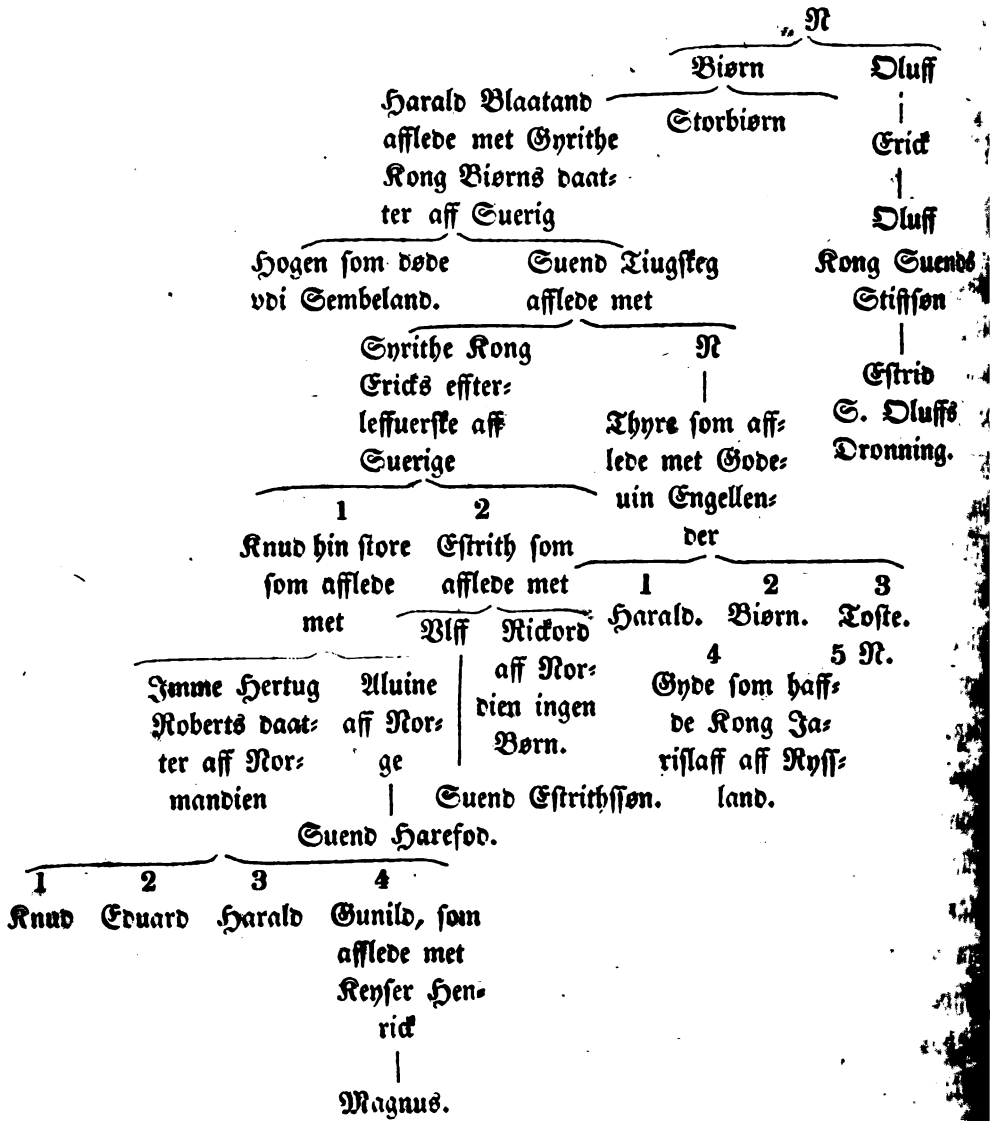 N
Biørn Oluff
Harald Blaatand
afflede met Gyrithe
Kong Biørns daat=
ter aff Suerig
Storbiørn
Erick
Oluff
Kong Suends
Stiftsøn
Estrid
S. Oluffs
Dronning.
Hogen som døde
vdi Sembeland.
Suend Tiugskeg
afflede met
Syrithe Kong
Ericks effter=
leffuerske aff
Suerige
N
Thyre som aff=
lede met Gode=
uin Engellen=
der
1 2
Knud hin store
som afflede
met
Estrith som
afflede met
1 2 3
Harald. Biørn. Toste.
4 5 N.
Gyde som haff=
de Kong Ja=
rislaff aff Ryss=
land.
Vlff
Rickord
aff Nor=
dien ingen
Børn.
Suend Estrithssøn.
Imme Hertug
Roberts daat=
ter aff Nor=
mandien
Aluine
aff Nor=
ge
Suend Harefod.
1 2 3 4
Knud Eduard Harald Gunild, som
afflede met
Keyser Hen=
rick
Magnus.